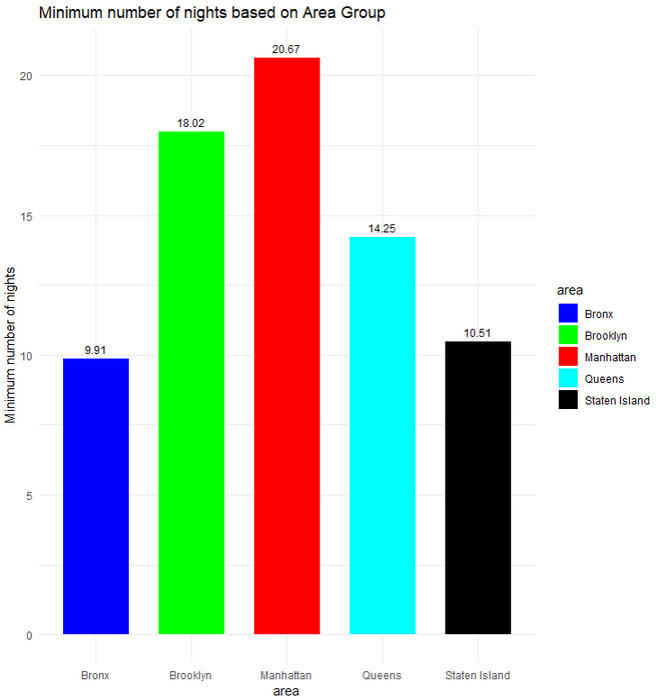 Minimum number of nights based on Area Group
20.67
20
18.02
15
14.25
10.51
10
9.91
5
0
Minimum number of nights
Bronx
Brooklyn
Manhattan
Queens
Staten Island
area
area
Bronx
Brooklyn
Manhattan
Queens
Staten Island